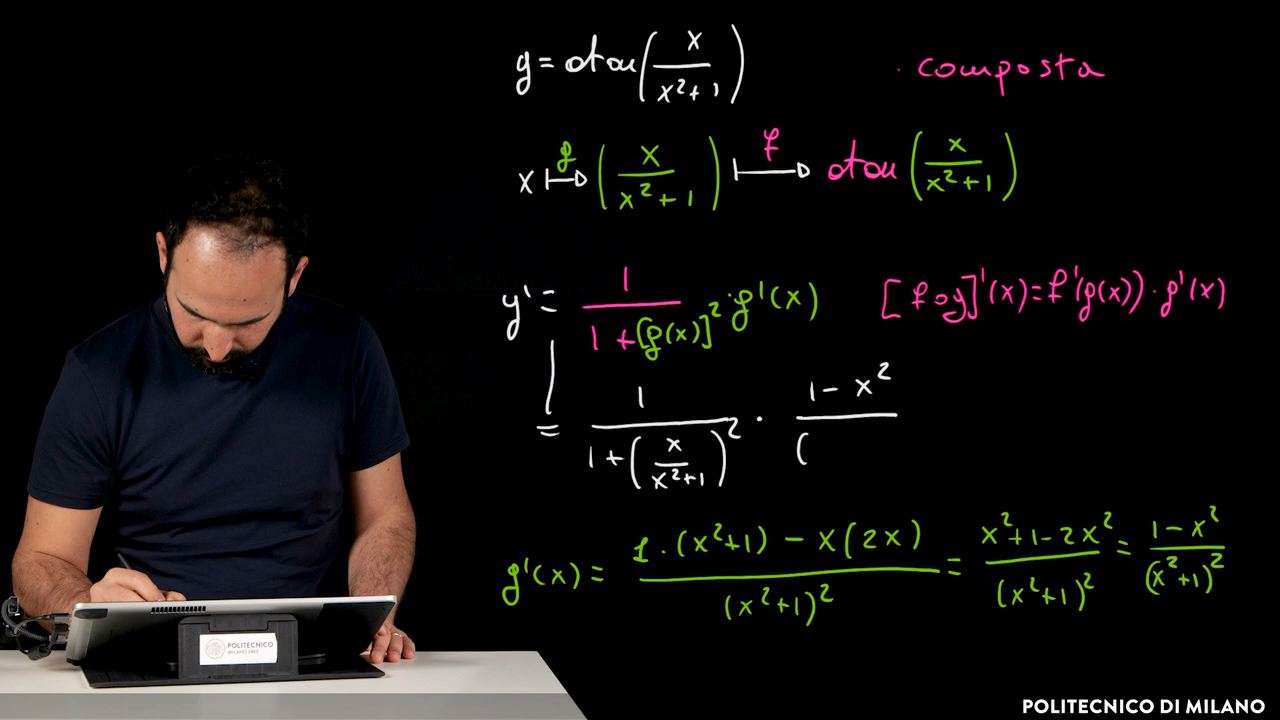 y = atan(x/(x²+1)) · composta
x ↦ g (x/(x²+1)) ↦ f atan(x/(x²+1))
y' = 1/(1+[g(x)]²) · g'(x) [f∘g]'(x) = f'(g(x)) · g'(x)
= 1/(1+(x/(x²+1))²) · (1-x²)/(
g'(x) = (1·(x²+1) - x(2x))/(x²+1)² = (x²+1-2x²)/(x²+1)² = (1-x²)/(x²+1)²
POLITECNICO
MILANO 1863
POLITECNICO DI MILANO